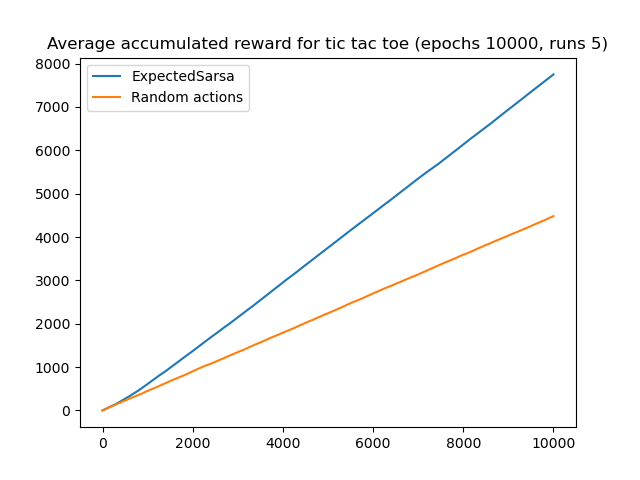 Average accumulated reward for tic tac toe (epochs 10000, runs 5)
ExpectedSarsa
Random actions
8000
7000
6000
5000
4000
3000
2000
1000
0
0 2000 4000 6000 8000 10000